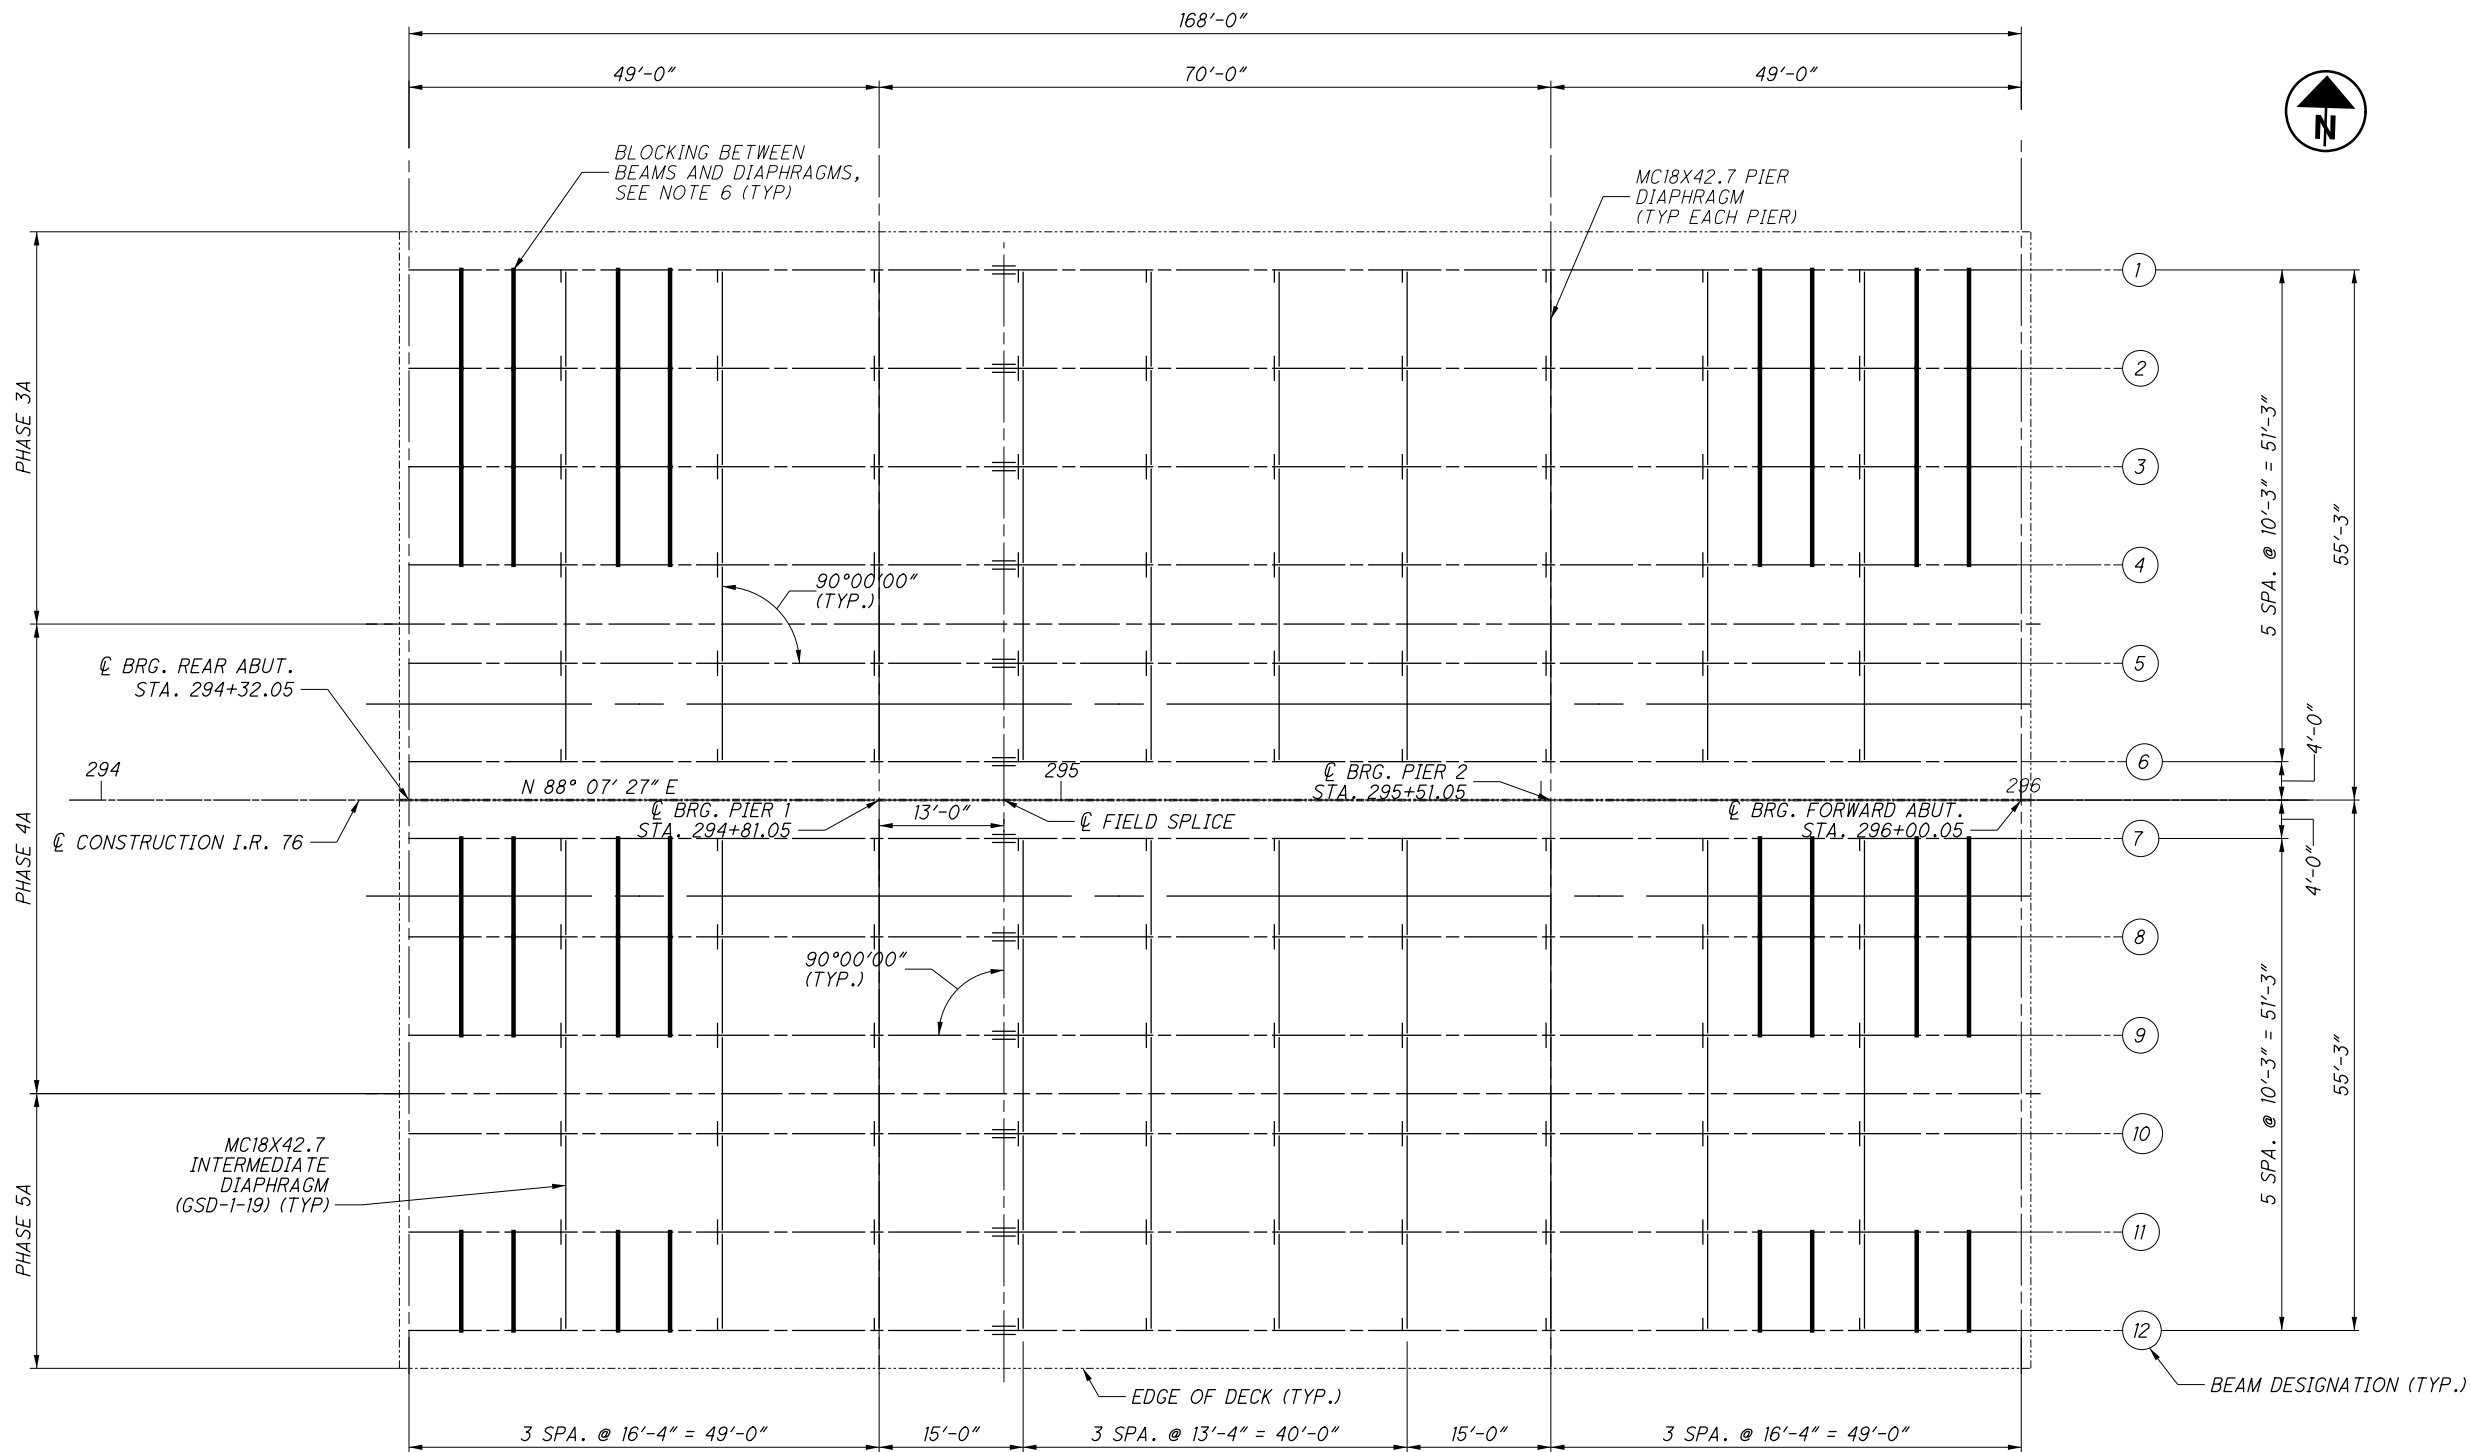 168'-0"
49'-0"
70'-0"
49'-0"
N
BLOCKING BETWEEN
BEAMS AND DIAPHRAGMS,
SEE NOTE 6 (TYP)
MC18X42.7 PIER
DIAPHRAGM
(TYP EACH PIER)
1
2
3
4
5
6
7
8
9
10
11
12
PHASE 3A
PHASE 4A
PHASE 5A
5 SPA. @ 10'-3" = 51'-3"
55'-3"
4'-0"
4'-0"
5 SPA. @ 10'-3" = 51'-3"
55'-3"
90°00'00"
(TYP.)
℄ BRG. REAR ABUT.
STA. 294+32.05
294
N 88° 07' 27" E
℄ BRG. PIER 1
STA. 294+81.05
13'-0"
295
℄ FIELD SPLICE
℄ BRG. PIER 2
STA. 295+51.05
296
℄ BRG. FORWARD ABUT.
STA. 296+00.05
℄ CONSTRUCTION I.R. 76
90°00'00"
(TYP.)
MC18X42.7
INTERMEDIATE
DIAPHRAGM
(GSD-1-19) (TYP)
EDGE OF DECK (TYP.)
BEAM DESIGNATION (TYP.)
3 SPA. @ 16'-4" = 49'-0"
15'-0"
3 SPA. @ 13'-4" = 40'-0"
15'-0"
3 SPA. @ 16'-4" = 49'-0"